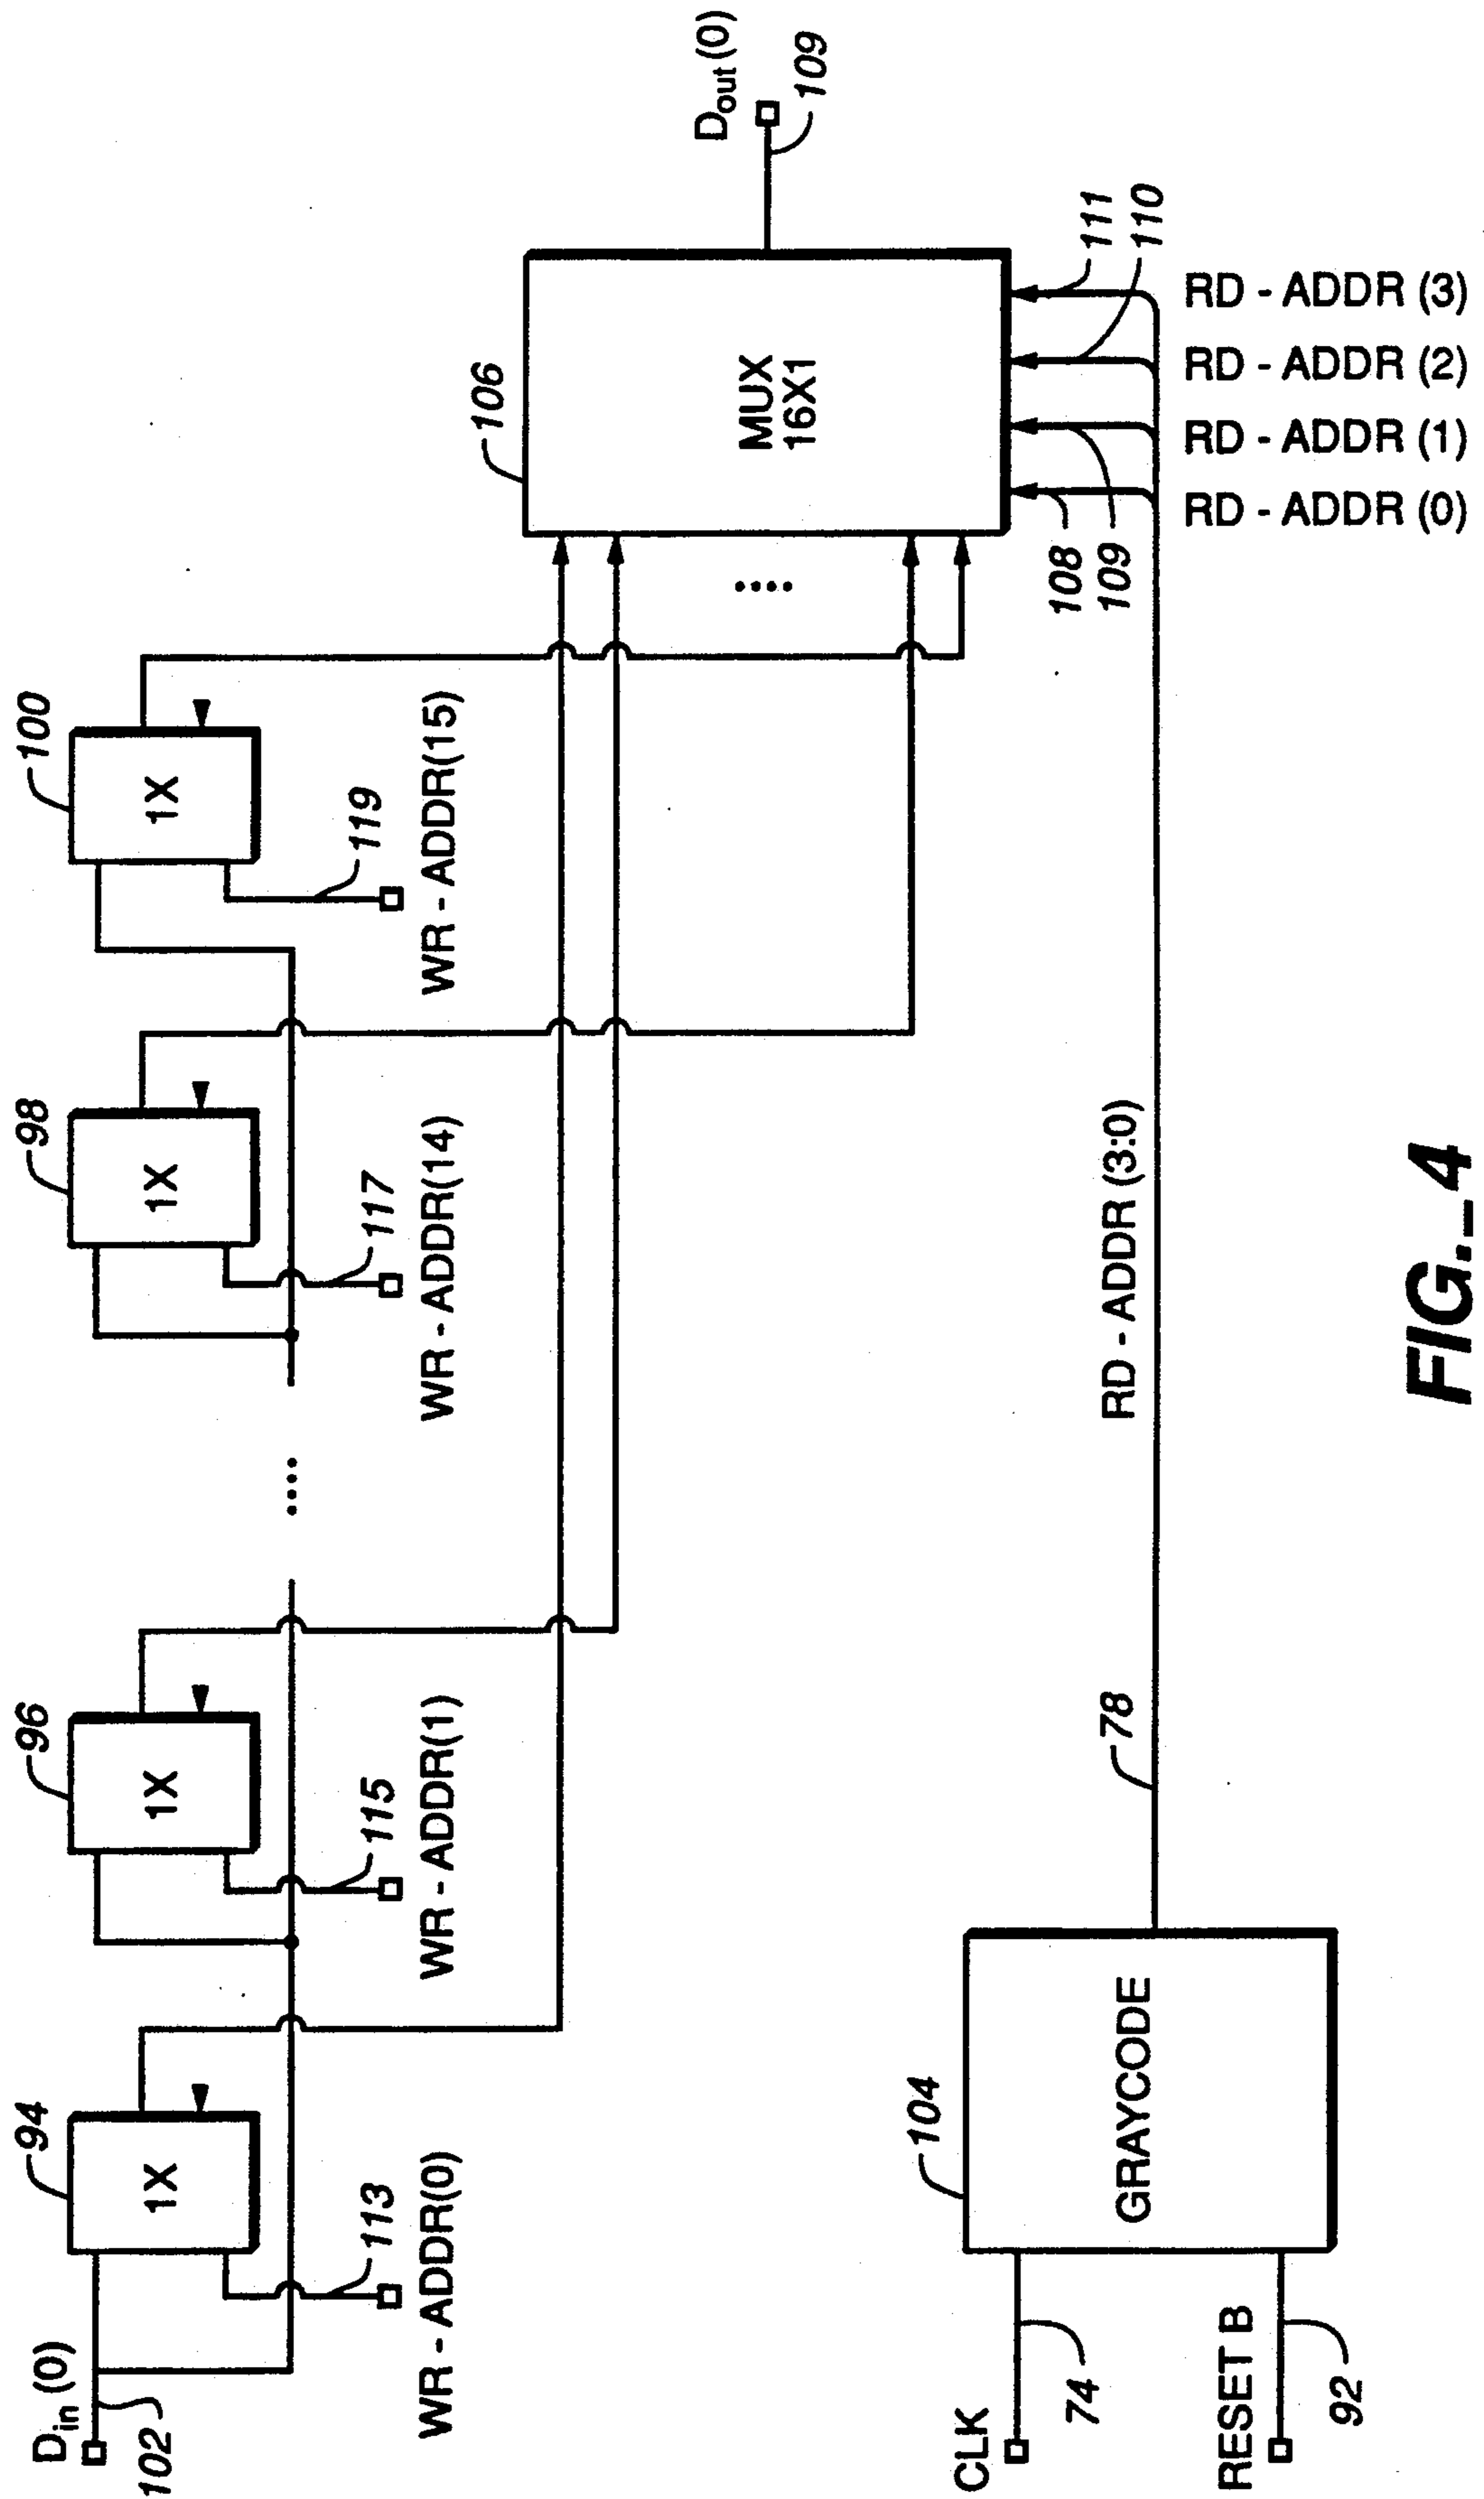 D_in (0)
102
94
1X
113
WR - ADDR(0)
96
1X
115
WR - ADDR(1)
....
98
1X
117
WR - ADDR(14)
100
1X
119
WR - ADDR(15)
....
106
MUX
16X1
D_out (0)
109
CLK
74
RESET B
92
104
GRAYCODE
78
RD - ADDR (3:0)
108
109
110
111
RD - ADDR (0)
RD - ADDR (1)
RD - ADDR (2)
RD - ADDR (3)
FIG._4